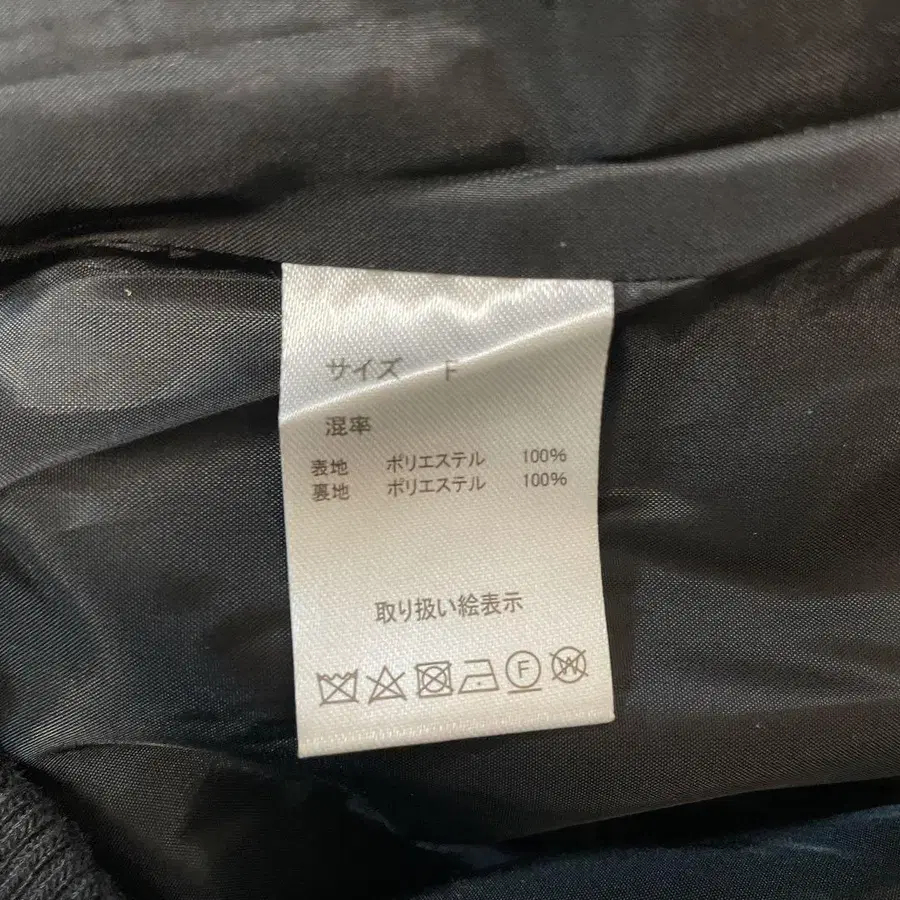 サイズ F
混率
表地 ポリエステル 100%
裏地 ポリエステル 100%
取り扱い絵表示
F W